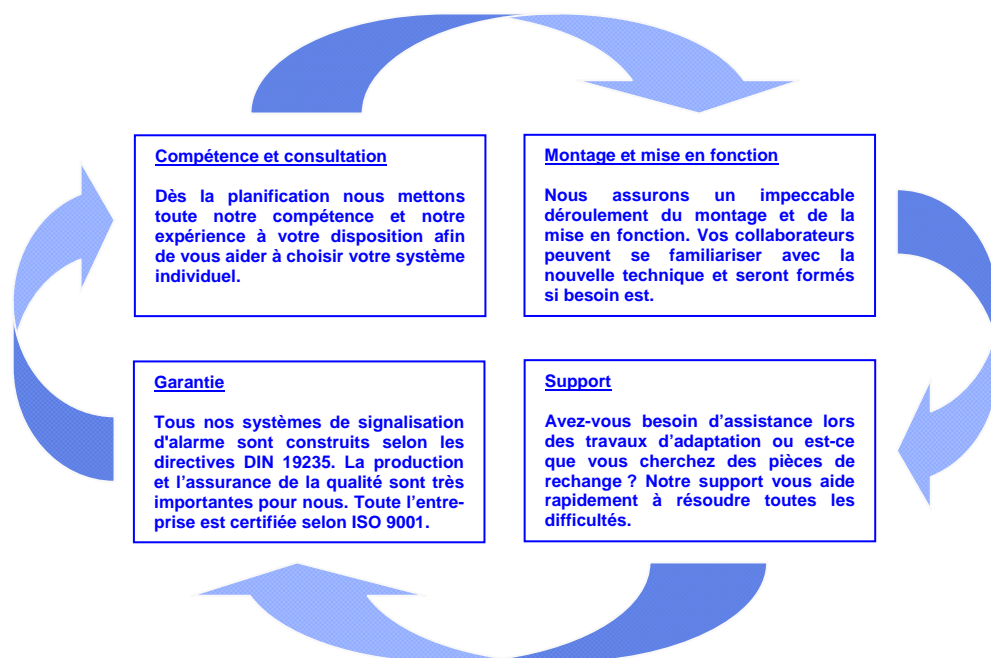 Compétence et consultation
Dès la planification nous mettons
toute notre compétence et notre
expérience à votre disposition afin
de vous aider à choisir votre système
individuel.
Montage et mise en fonction
Nous assurons un impeccable
déroulement du montage et de la
mise en fonction. Vos collaborateurs
peuvent se familiariser avec la
nouvelle technique et seront formés
si besoin est.
Garantie
Tous nos systèmes de signalisation
d'alarme sont construits selon les
directives DIN 19235. La production
et l’assurance de la qualité sont très
importantes pour nous. Toute l’entre-
prise est certifiée selon ISO 9001.
Support
Avez-vous besoin d’assistance lors
des travaux d’adaptation ou est-ce
que vous cherchez des pièces de
rechange ? Notre support vous aide
rapidement à résoudre toutes les
difficultés.